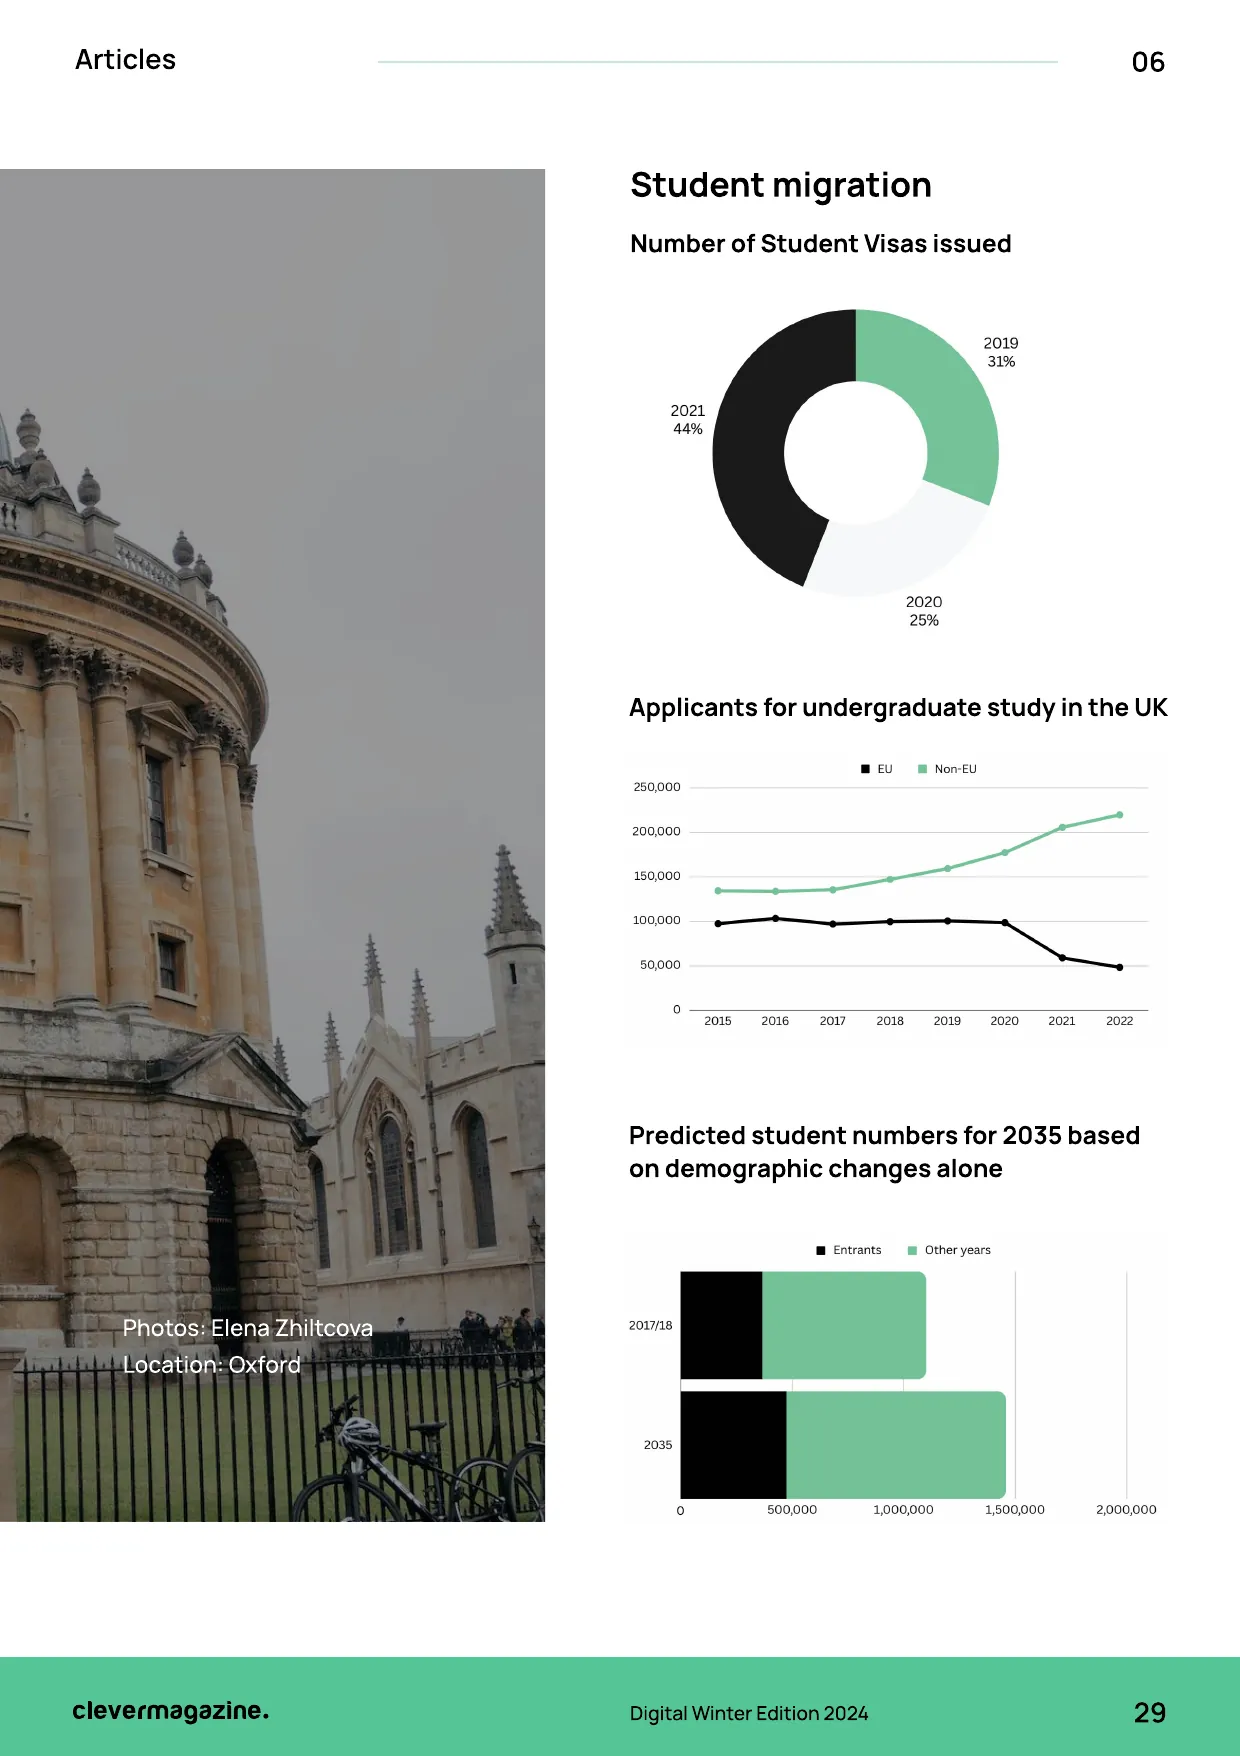 Articles
06
Photos: Elena Zhiltcova
Location: Oxford
Student migration
Number of Student Visas issued
2019
31%
2021
44%
2020
25%
Applicants for undergraduate study in the UK
EU Non-EU
250,000
200,000
150,000
100,000
50,000
0
2015 2016 2017 2018 2019 2020 2021 2022
Predicted student numbers for 2035 based
on demographic changes alone
Entrants Other years
2017/18
2035
0 500,000 1,000,000 1,500,000 2,000,000
clevermagazine.
Digital Winter Edition 2024
29